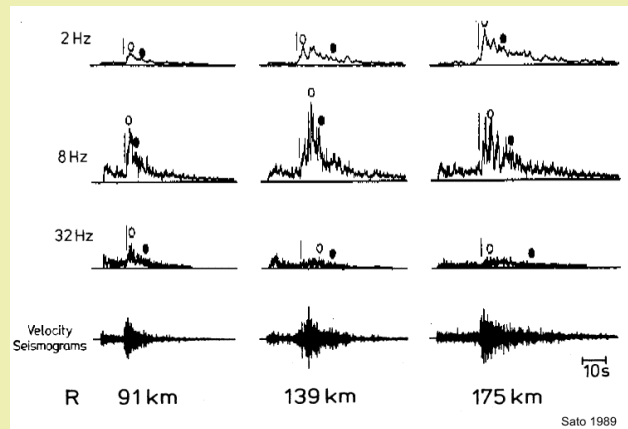 2 Hz
8 Hz
32 Hz
Velocity
Seismograms
10s
R 91 km 139 km 175 km
Sato 1989